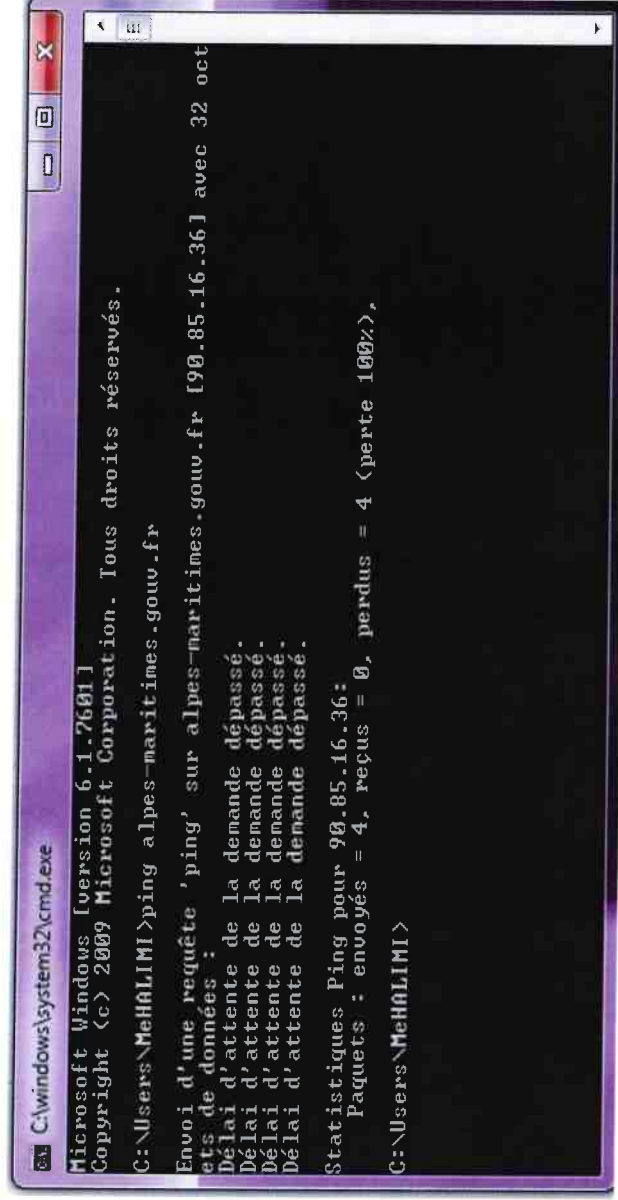 C:\windows\system32\cmd.exe
Microsoft Windows [version 6.1.7601]
Copyright (c) 2009 Microsoft Corporation. Tous droits réservés.
C:\Users\MeHALIMI>ping alpes-maritimes.gouv.fr
Envoi d'une requête 'ping' sur alpes-maritimes.gouv.fr [90.85.16.36] avec 32 oct
ets de données :
Délai d'attente de la demande dépassé.
Délai d'attente de la demande dépassé.
Délai d'attente de la demande dépassé.
Délai d'attente de la demande dépassé.
Statistiques Ping pour 90.85.16.36:
Paquets : envoyés = 4, reçus = 0, perdus = 4 (perte 100%),
C:\Users\MeHALIMI>